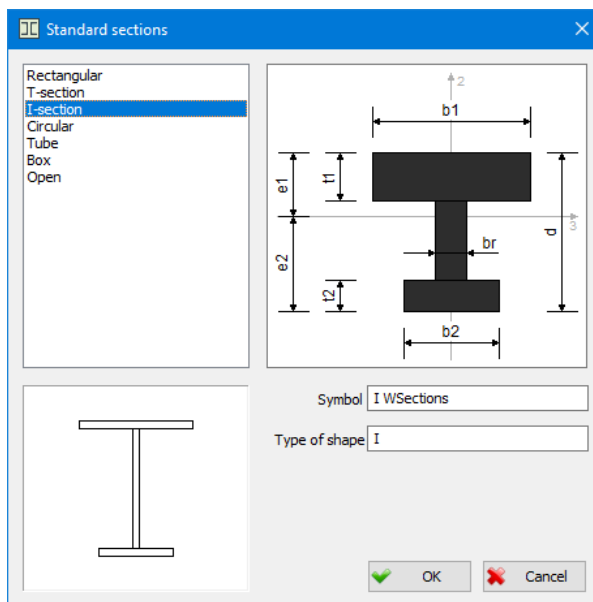 Standard sections
Rectangular
T-section
I-section
Circular
Tube
Box
Open
2
b1
e1
t1
3
d
br
e2
t2
b2
Symbol I WSections
Type of shape I
OK Cancel